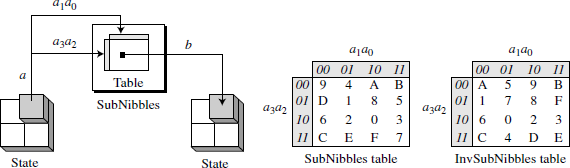 a₁a₀
a₃a₂
b
a
Table
SubNibbles
State
State
a₁a₀
00 01 10 11
a₃a₂
00 9 4 A B
01 D 1 8 5
10 6 2 0 3
11 C E F 7
SubNibbles table
a₁a₀
00 01 10 11
a₃a₂
00 A 5 9 B
01 1 7 8 F
10 6 0 2 3
11 C 4 D E
InvSubNibbles table